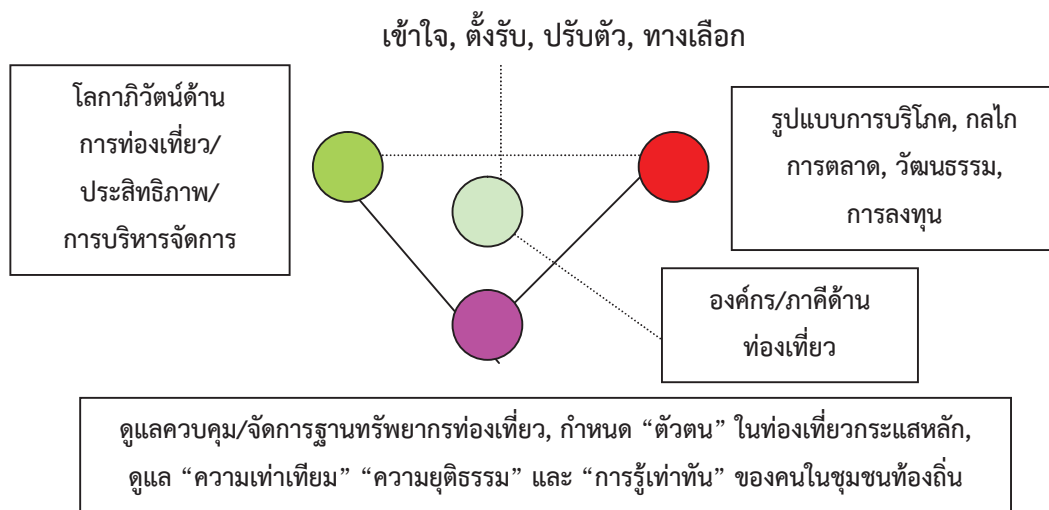 เข้าใจ, ตั้งรับ, ปรับตัว, ทางเลือก
โลกาภิวัตน์ด้าน
การท่องเที่ยว/
ประสิทธิภาพ/
การบริหารจัดการ
รูปแบบการบริโภค, กลไก
การตลาด, วัฒนธรรม,
การลงทุน
องค์กร/ภาคีด้าน
ท่องเที่ยว
ดูแลควบคุม/จัดการฐานทรัพยากรท่องเที่ยว, กำหนด “ตัวตน” ในท่องเที่ยวกระแสหลัก,
ดูแล “ความเท่าเทียม” “ความยุติธรรม” และ “การรู้เท่าทัน” ของคนในชุมชนท้องถิ่น